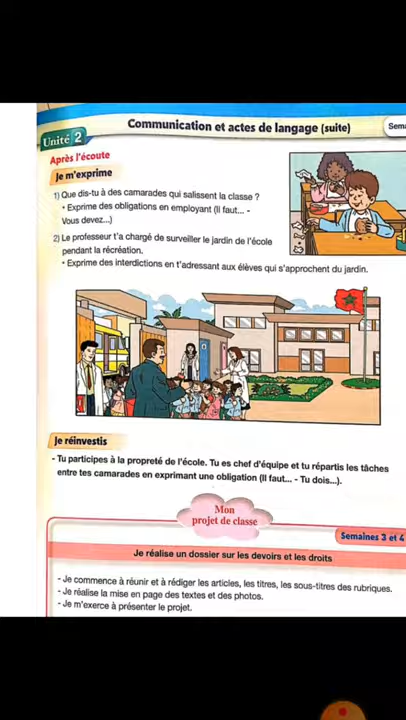 Communication et actes de langage (suite)
Unité 2
Après l'écoute
Je m'exprime
1) Que dis-tu à des camarades qui salissent la classe ?
• Exprime des obligations en employant (Il faut... -
Vous devez...)
2) Le professeur t'a chargé de surveiller le jardin de l'école
pendant la récréation.
• Exprime des interdictions en t'adressant aux élèves qui s'approchent du jardin.
Je réinvestis
- Tu participes à la propreté de l'école. Tu es chef d'équipe et tu répartis les tâches
entre tes camarades en exprimant une obligation (Il faut... - Tu dois...).
Mon
projet de classe
Semaines 3 et 4
Je réalise un dossier sur les devoirs et les droits
- Je commence à réunir et à rédiger les articles, les titres, les sous-titres des rubriques.
- Je réalise la mise en page des textes et des photos.
- Je m'exerce à présenter le projet.